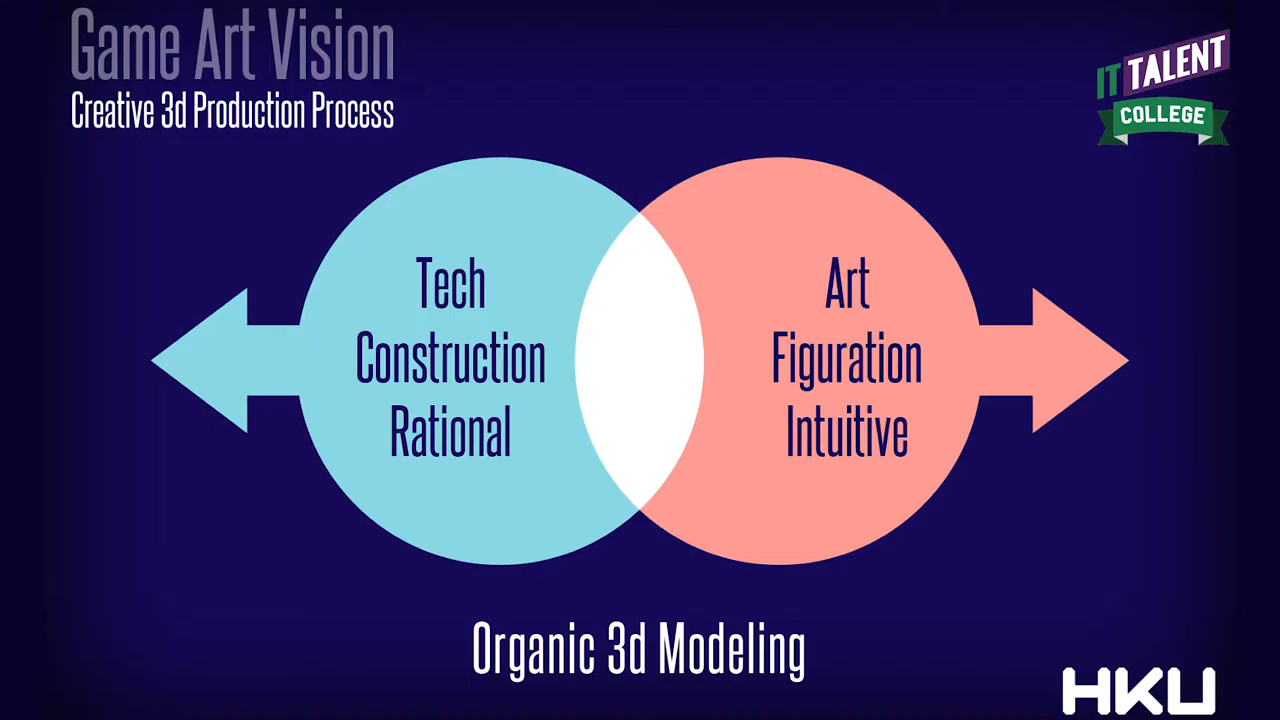 Game Art Vision
Creative 3d Production Process
IT TALENT
COLLEGE
Tech
Construction
Rational
Art
Figuration
Intuitive
Organic 3d Modeling
HKU